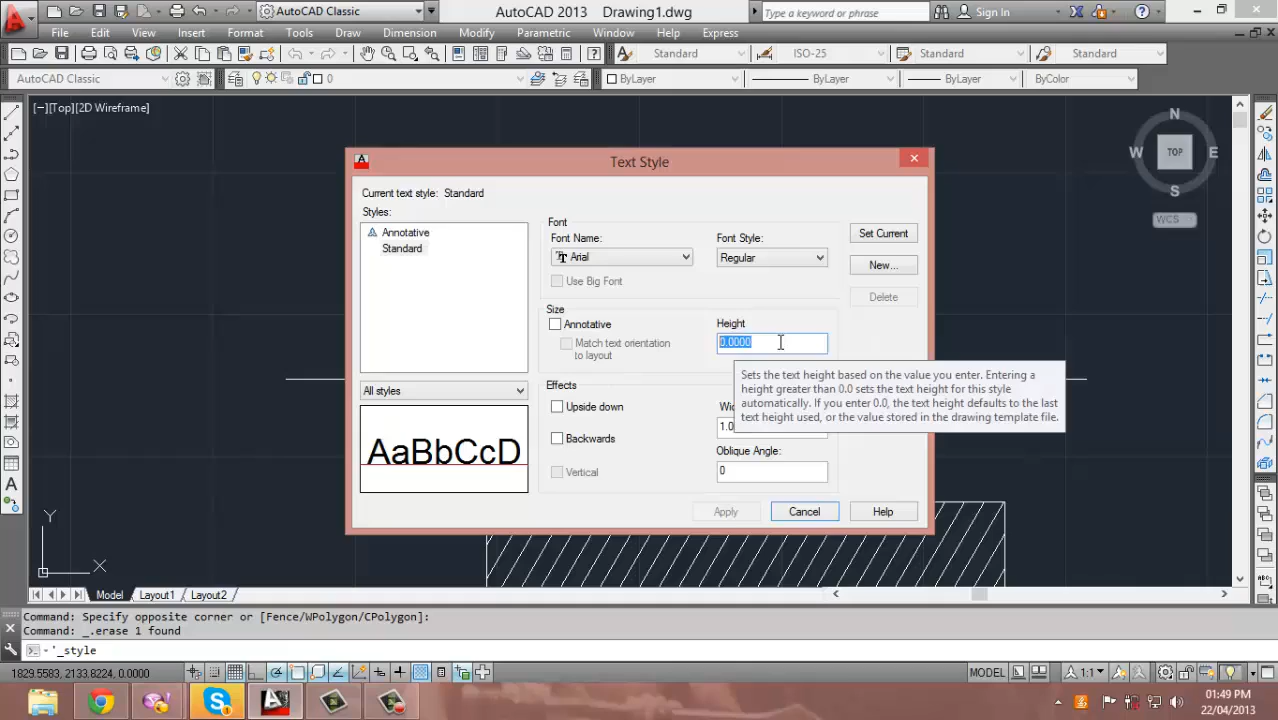 AutoCAD Classic
AutoCAD 2013 Drawing1.dwg
Type a keyword or phrase
Sign In
File Edit View Insert Format Tools Draw Dimension Modify Parametric Window Help Express
Standard ISO-25 Standard Standard
AutoCAD Classic
0
ByLayer ByLayer ByLayer ByColor
[−][Top][2D Wireframe]
N
W TOP E
S
WCS
Text Style
Current text style: Standard
Styles:
Annotative
Standard
All styles
AaBbCcD
Font
Font Name:
Arial
Font Style:
Regular
Use Big Font
Size
Annotative
Match text orientation
to layout
Height
0.0000
Sets the text height based on the value you enter. Entering a
height greater than 0.0 sets the text height for this style
automatically. If you enter 0.0, the text height defaults to the last
text height used, or the value stored in the drawing template file.
Effects
Upside down
Backwards
Vertical
Wi
1.0
Oblique Angle:
0
Set Current
New...
Delete
Apply
Cancel
Help
Y
X
Model Layout1 Layout2
Command: Specify opposite corner or [Fence/WPolygon/CPolygon]:
Command: _.erase 1 found
'_style
1829.5583, 2133.8224, 0.0000
MODEL
1:1
01:49 PM
22/04/2013